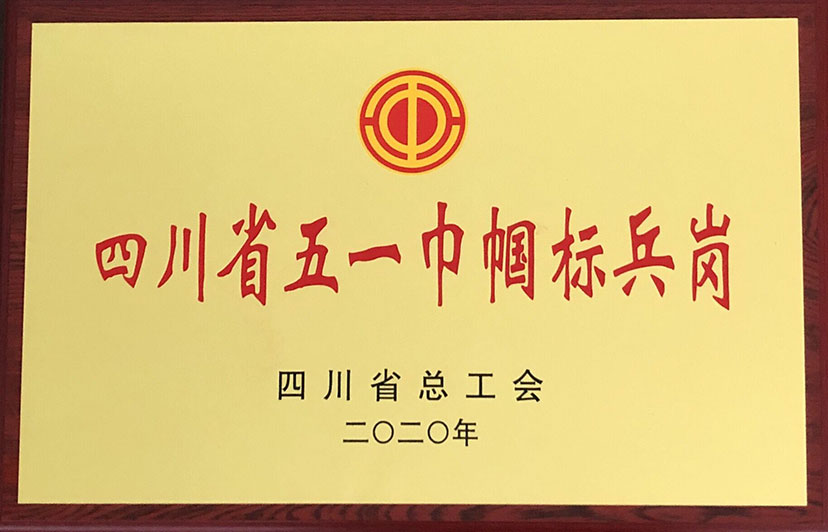 四川省五一巾帼标兵岗
四川省总工会
二〇二〇年